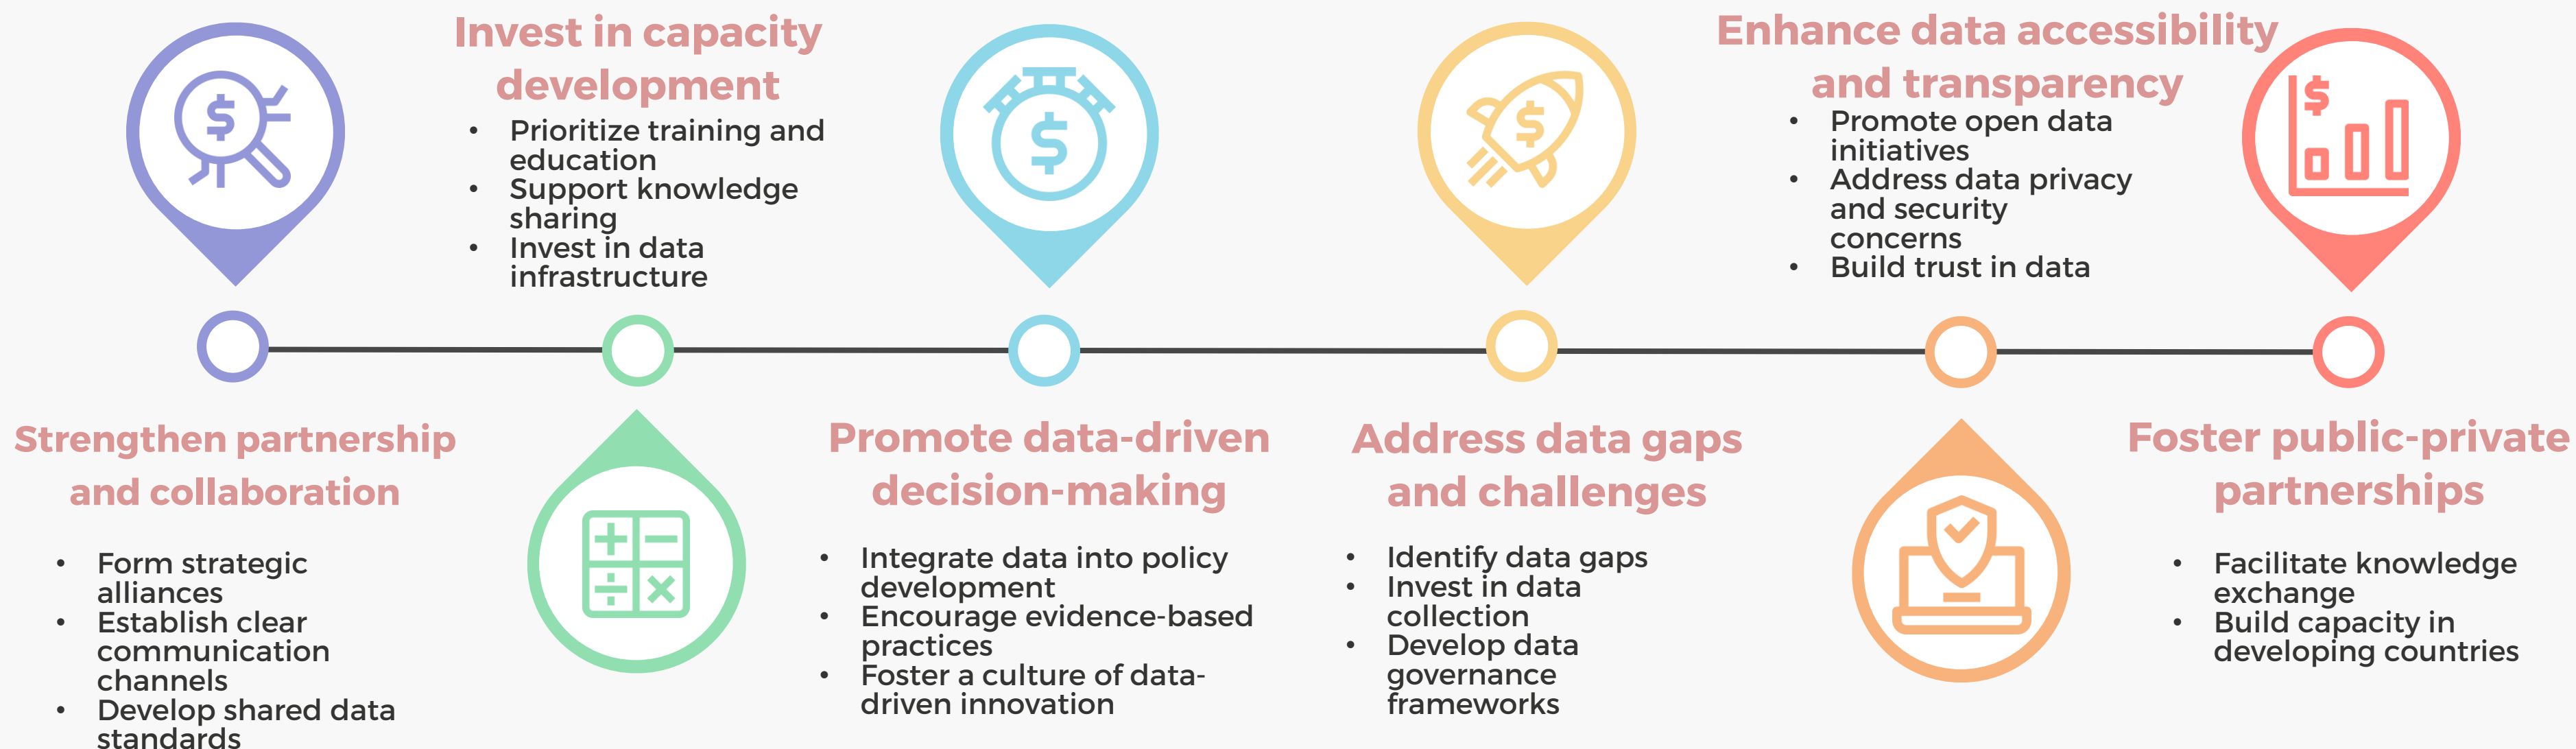 Strengthen partnership
and collaboration
• Form strategic
alliances
• Establish clear
communication
channels
• Develop shared data
standards
Invest in capacity
development
• Prioritize training and
education
• Support knowledge
sharing
• Invest in data
infrastructure
Promote data-driven
decision-making
• Integrate data into policy
development
• Encourage evidence-based
practices
• Foster a culture of data-
driven innovation
Address data gaps
and challenges
• Identify data gaps
• Invest in data
collection
• Develop data
governance
frameworks
Enhance data accessibility
and transparency
• Promote open data
initiatives
• Address data privacy
and security
concerns
• Build trust in data
Foster public-private
partnerships
• Facilitate knowledge
exchange
• Build capacity in
developing countries